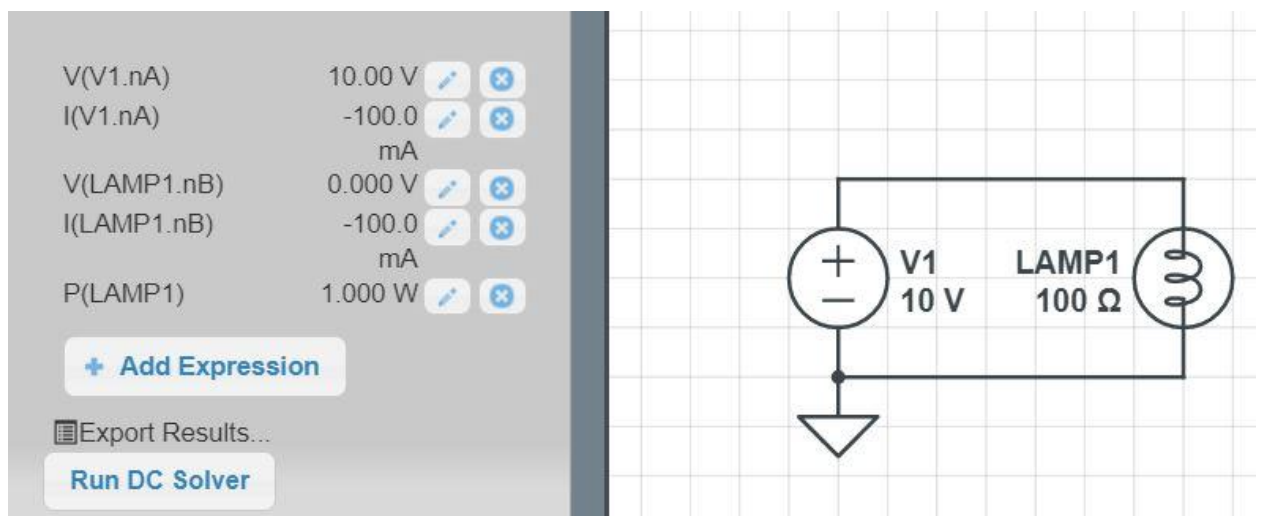 V(V1.nA) 10.00 V
I(V1.nA) -100.0
mA
V(LAMP1.nB) 0.000 V
I(LAMP1.nB) -100.0
mA
P(LAMP1) 1.000 W
+ Add Expression
Export Results...
Run DC Solver
V1
10 V
LAMP1
100 Ω